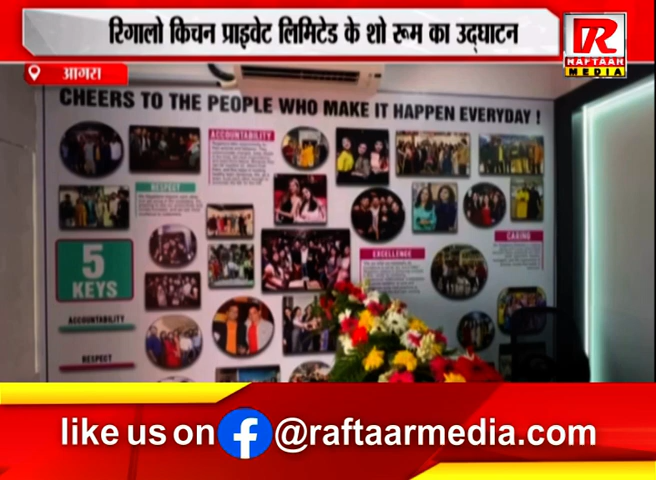 रिगालो किचन प्राइवेट लिमिटेड के शो रूम का उद्घाटन
R
RAFTAAR
MEDIA
आगरा
CHEERS TO THE PEOPLE WHO MAKE IT HAPPEN EVERYDAY !
ACCOUNTABILITY
RESPECT
CARING
EXCELLENCE
5
KEYS
ACCOUNTABILITY
RESPECT
like us on f @raftaarmedia.com